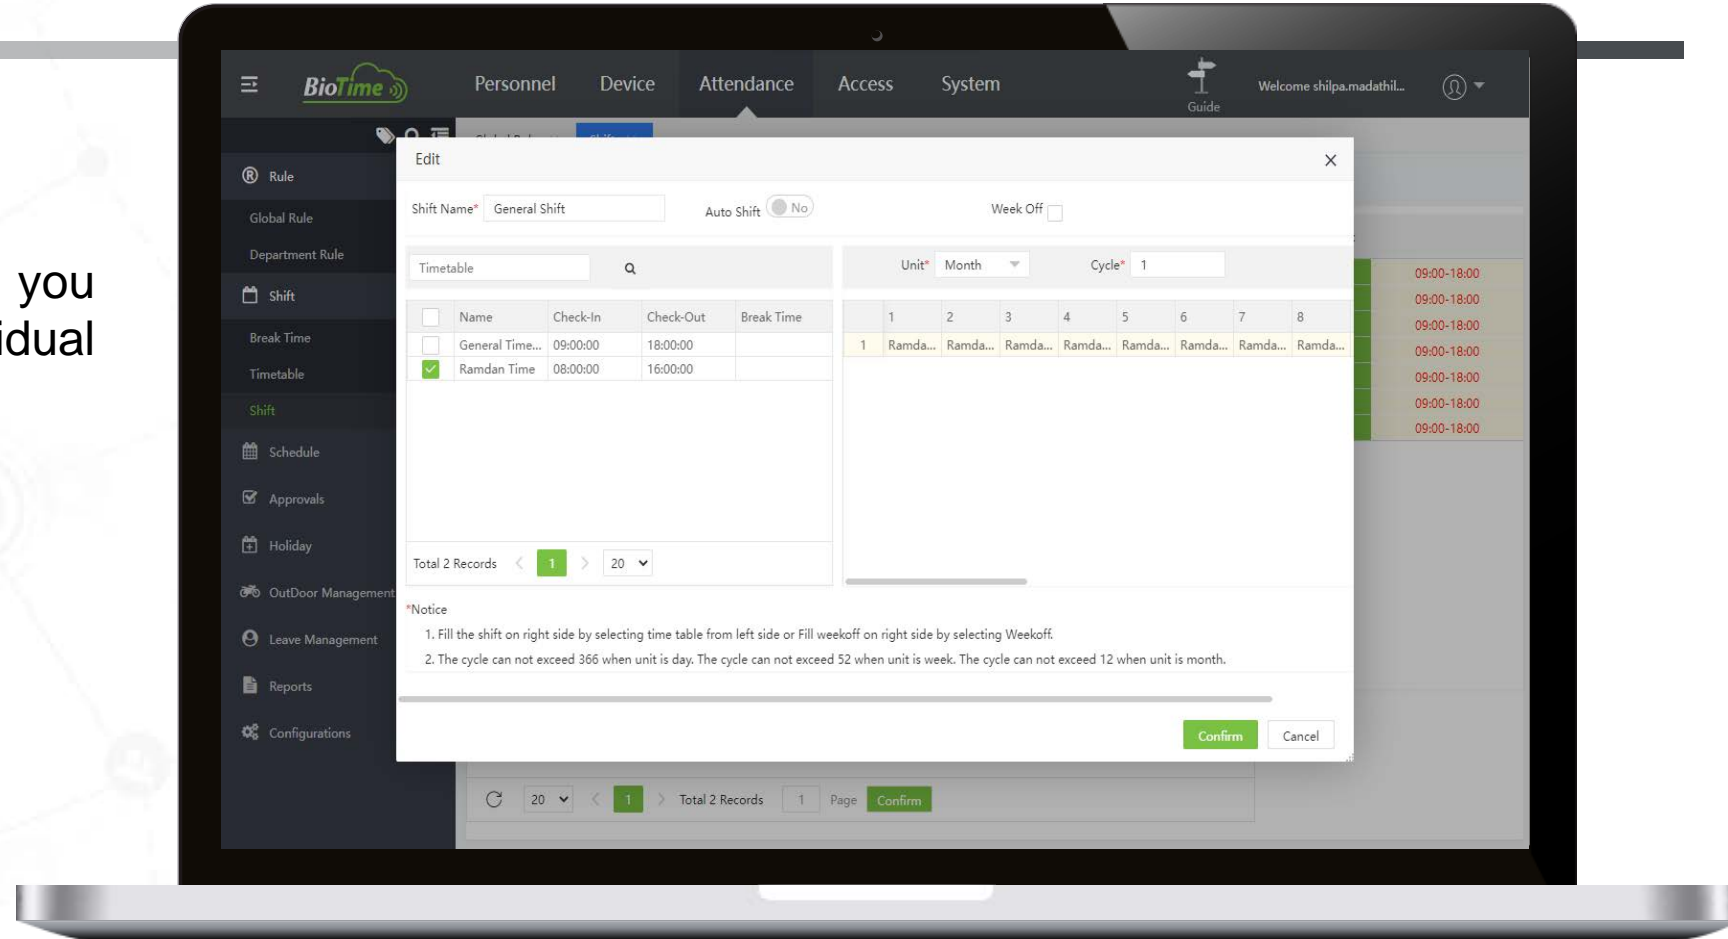 you
idual
BioTime
Personnel
Device
Attendance
Access
System
Guide
Welcome shilpa.madathil...
Rule
Global Rule
Department Rule
Shift
Break Time
Timetable
Shift
Schedule
Approvals
Holiday
OutDoor Management
Leave Management
Reports
Configurations
Edit
Shift Name* General Shift
Auto Shift No
Week Off
Timetable
Unit* Month
Cycle* 1
Name Check-In Check-Out Break Time
General Time... 09:00:00 18:00:00
Ramdan Time 08:00:00 16:00:00
Total 2 Records 1 20
1 2 3 4 5 6 7 8
1 Ramda... Ramda... Ramda... Ramda... Ramda... Ramda... Ramda... Ramda...
*Notice
1. Fill the shift on right side by selecting time table from left side or Fill weekoff on right side by selecting Weekoff.
2. The cycle can not exceed 366 when unit is day. The cycle can not exceed 52 when unit is week. The cycle can not exceed 12 when unit is month.
Confirm Cancel
09:00-18:00
09:00-18:00
09:00-18:00
09:00-18:00
09:00-18:00
09:00-18:00
09:00-18:00
20 1 Total 2 Records 1 Page Confirm